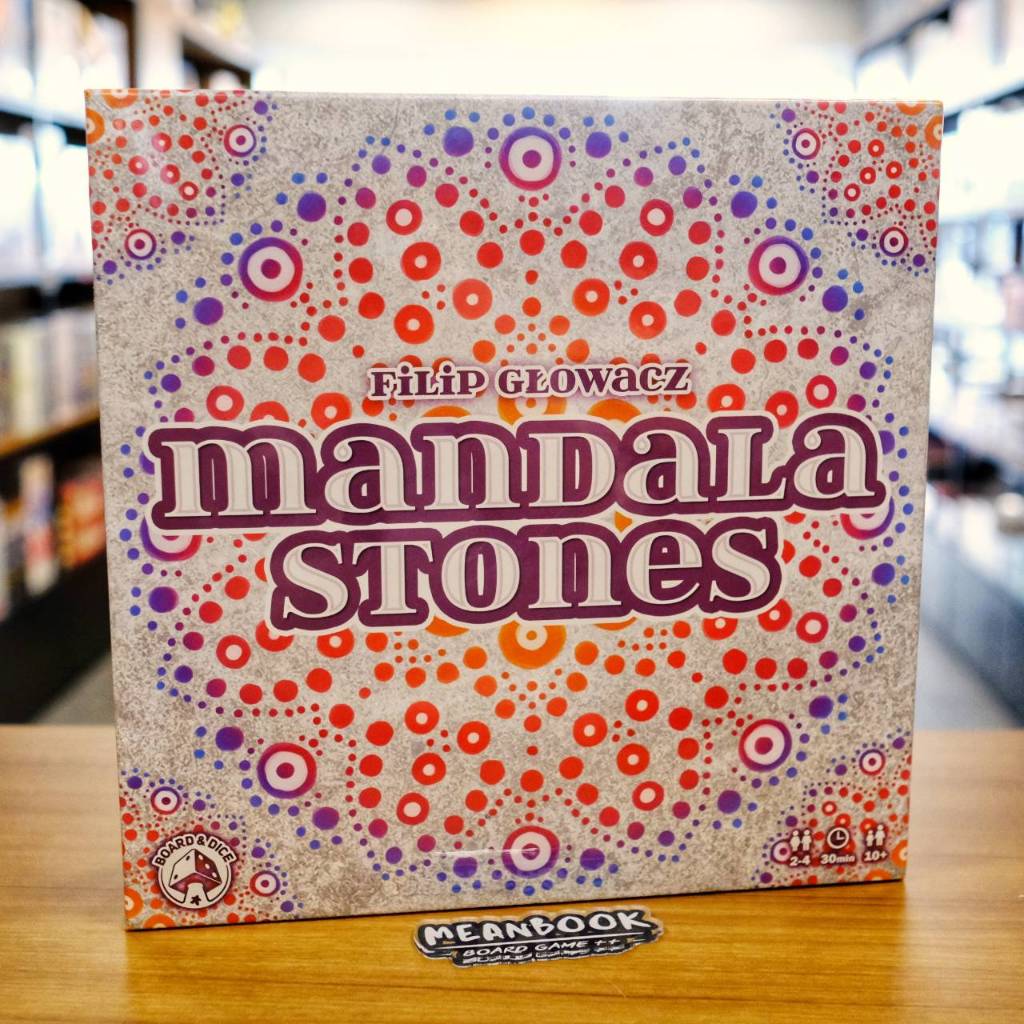 FILIP GŁOWACZ
MANDALA
STONES
BOARD & DICE
2-4 30min 10+
MEANBOOK
BOARD GAME ++